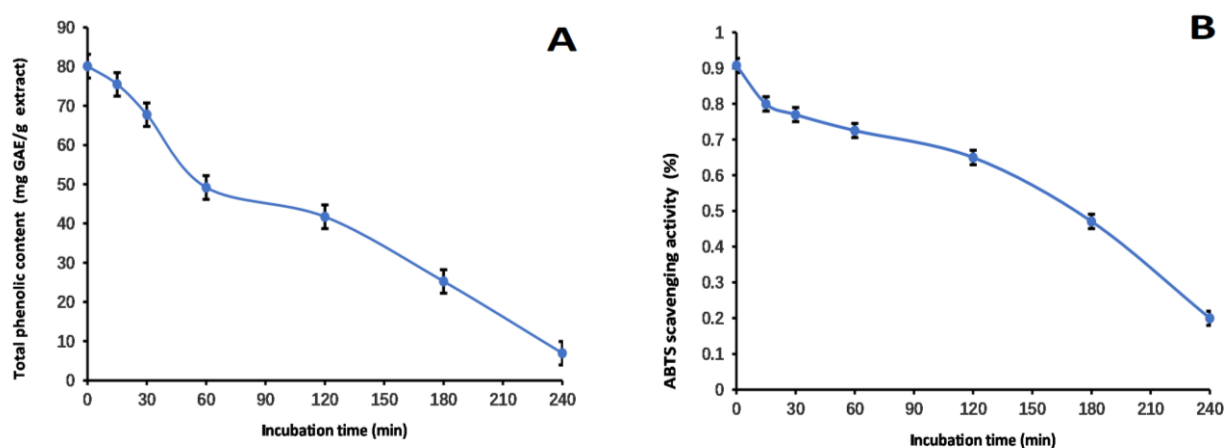 A
Total phenolic content (mg GAE/g extract)
90
80
70
60
50
40
30
20
10
0
0 30 60 90 120 150 180 210 240
Incubation time (min)
B
ABTS scavenging activity (%)
1
0.9
0.8
0.7
0.6
0.5
0.4
0.3
0.2
0.1
0
0 30 60 90 120 150 180 210 240
Incubation time (min)